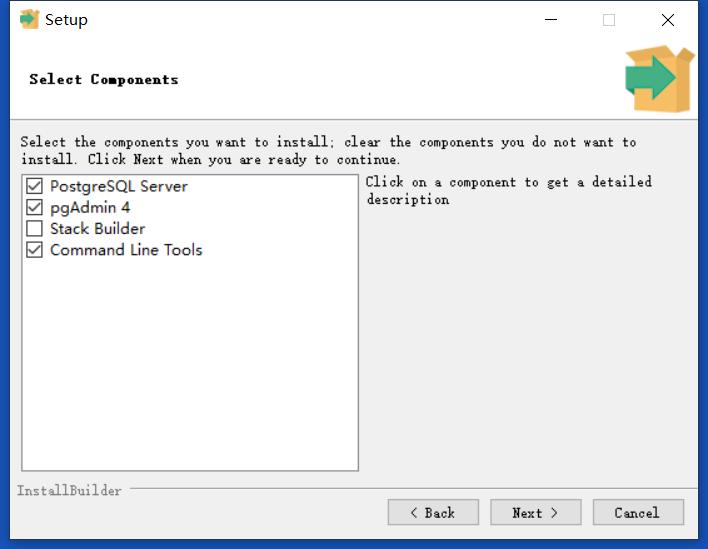 Setup
Select Components
Select the components you want to install; clear the components you do not want to
install. Click Next when you are ready to continue.
PostgreSQL Server
pgAdmin 4
Stack Builder
Command Line Tools
Click on a component to get a detailed
description
InstallBuilder
< Back
Next >
Cancel